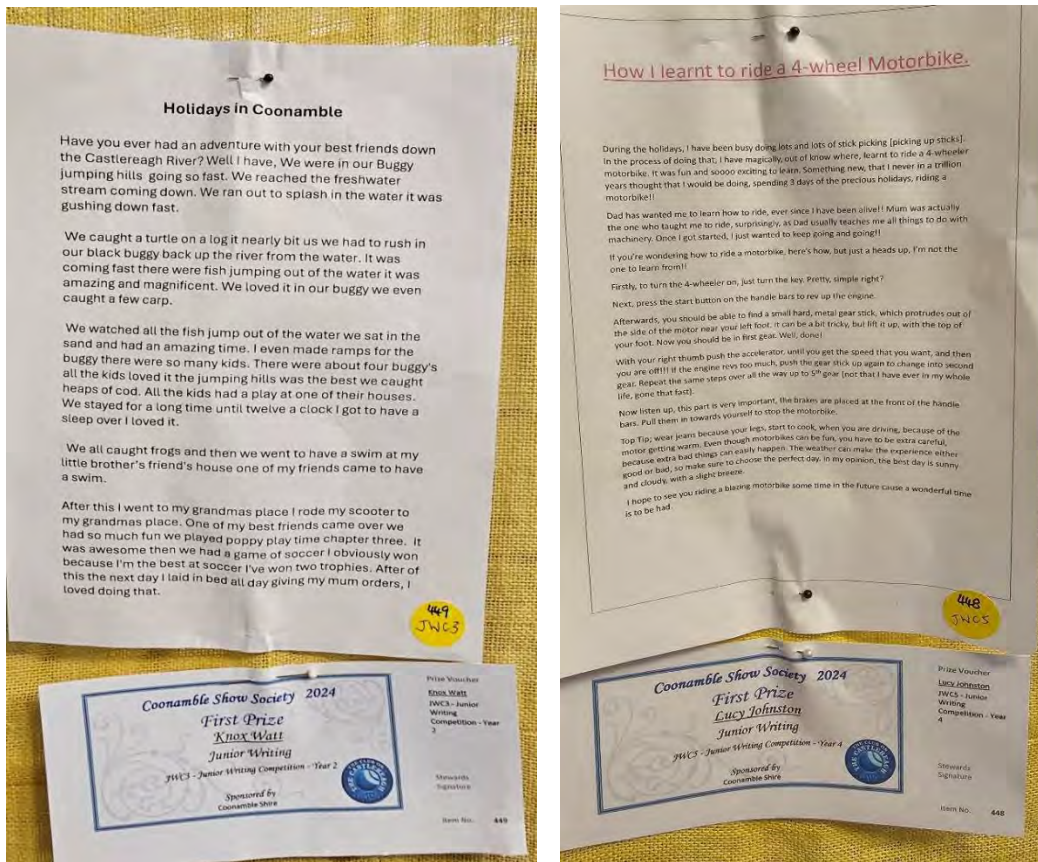 Holidays in Coonamble
Have you ever had an adventure with your best friends down
the Castlereagh River? Well I have, We were in our Buggy
jumping hills going so fast. We reached the freshwater
stream coming down. We ran out to splash in the water it was
gushing down fast.
We caught a turtle on a log it nearly bit us we had to rush in
our black buggy back up the river from the water. It was
coming fast there were fish jumping out of the water it was
amazing and magnificent. We loved it in our buggy we even
caught a few carp.
We watched all the fish jump out of the water we sat in the
sand and had an amazing time. I even made ramps for the
buggy there were so many kids. There were about four buggy's
all the kids loved it the jumping hills was the best we caught
heaps of cod. All the kids had a play at one of their houses.
We stayed for a long time until twelve a clock I got to have a
sleep over I loved it.
We all caught frogs and then we went to have a swim at my
little brother's friend's house one of my friends came to have
a swim.
After this I went to my grandmas place I rode my scooter to
my grandmas place. One of my best friends came over we
had so much fun we played poppy play time chapter three. It
was awesome then we had a game of soccer I obviously won
because I'm the best at soccer I've won two trophies. After of
this the next day I laid in bed all day giving my mum orders, I
loved doing that.
449
JWC3
Coonamble Show Society 2024
First Prize
Knox Watt
Junior Writing
JWC3 - Junior Writing Competition - Year 2
Sponsored by
Coonamble Shire
Prize Voucher
Knox Watt
JWC3 - Junior
Writing
Competition - Year
2
Stewards
Signature
Item No. 449
How I learnt to ride a 4-wheel Motorbike.
During the holidays, I have been busy doing lots and lots of stick picking [picking up sticks].
In the process of doing that, I have magically, out of know where, learnt to ride a 4-wheeler
motorbike. It was fun and soooo exciting to learn. Something new, that I never in a trillion
years thought that I would be doing, spending 3 days of the precious holidays, riding a
motorbike!!
Dad has wanted me to learn how to ride, ever since I have been alive!! Mum was actually
the one who taught me to ride, surprisingly, as Dad usually teaches me all things to do with
machinery. Once I got started, I just wanted to keep going and going!!
If you're wondering how to ride a motorbike, here's how, but just a heads up, I'm not the
one to learn from!!
Firstly, to turn the 4-wheeler on, just turn the key. Pretty, simple right?
Next, press the start button on the handle bars to rev up the engine.
Afterwards, you should be able to find a small hard, metal gear stick, which protrudes out of
the side of the motor near your left foot. It can be a bit tricky, but lift it up, with the top of
your foot. Now you should be in first gear. Well, done!
With your right thumb push the accelerator, until you get the speed that you want, and then
you are off!!! If the engine revs too much, push the gear stick up again to change into second
gear. Repeat the same steps over all the way up to 5th gear [not that I have ever in my whole
life, gone that fast].
Now listen up, this part is very important, the brakes are placed at the front of the handle
bars. Pull them in towards yourself to stop the motorbike.
Top Tip; wear jeans because your legs, start to cook, when you are driving, because of the
motor getting warm. Even though motorbikes can be fun, you have to be extra careful,
because extra bad things can easily happen. The weather can make the experience either
good or bad, so make sure to choose the perfect day. In my opinion, the best day is sunny
and cloudy, with a slight breeze.
I hope to see you riding a blazing motorbike some time in the future cause a wonderful time
is to be had.
448
JWC5
Coonamble Show Society 2024
First Prize
Lucy Johnston
Junior Writing
JWC5 - Junior Writing Competition - Year 4
Sponsored by
Coonamble Shire
Prize Voucher
Lucy Johnston
JWC5 - Junior
Writing
Competition - Year
4
Stewards
Signature
Item No. 448